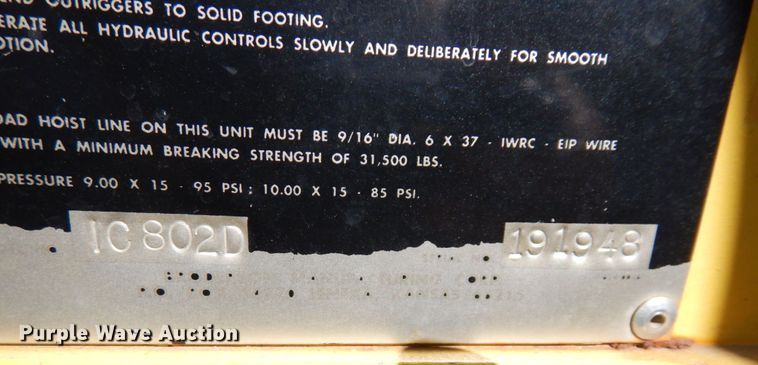 END OUTRIGGERS TO SOLID FOOTING.
ERATE ALL HYDRAULIC CONTROLS SLOWLY AND DELIBERATELY FOR SMOOTH
OTION.
OAD HOIST LINE ON THIS UNIT MUST BE 9/16" DIA. 6 X 37 - IWRC - EIP WIRE
WITH A MINIMUM BREAKING STRENGTH OF 31,500 LBS.
PRESSURE 9.00 X 15 - 95 PSI; 10.00 X 15 - 85 PSI.
IC802D 191948
Purple Wave Auction